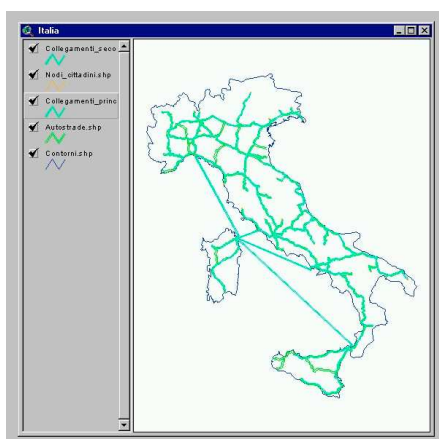 Italia
Collegamenti_seco
Nodi_cittadini.shp
Collegamenti_princ
Autostrade.shp
Contorni.shp